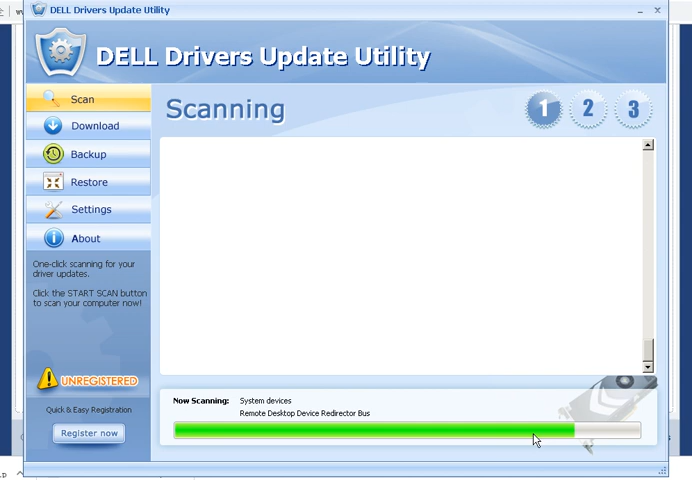 DELL Drivers Update Utility
DELL Drivers Update Utility
Scan
Download
Backup
Restore
Settings
About
One-click scanning for your
driver updates.
Click the START SCAN button
to scan your computer now!
UNREGISTERED
Quick & Easy Registration
Register now
Scanning
1 2 3
Now Scanning: System devices
Remote Desktop Device Redirector Bus